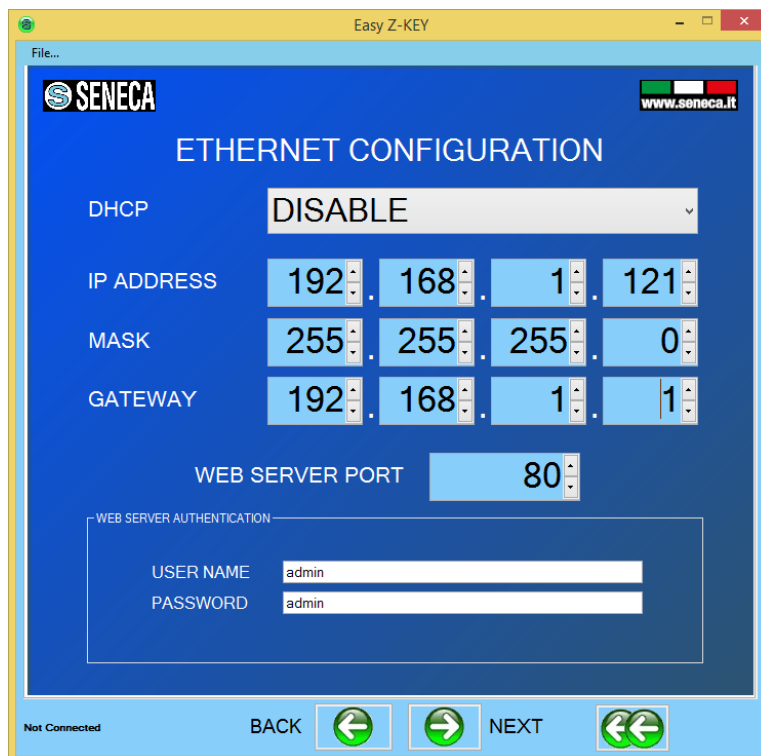 Easy Z-KEY
File...
SENECA
www.seneca.it
ETHERNET CONFIGURATION
DHCP DISABLE
IP ADDRESS 192 . 168 . 1 . 121
MASK 255 . 255 . 255 . 0
GATEWAY 192 . 168 . 1 . 1
WEB SERVER PORT 80
WEB SERVER AUTHENTICATION
USER NAME admin
PASSWORD admin
Not Connected BACK NEXT